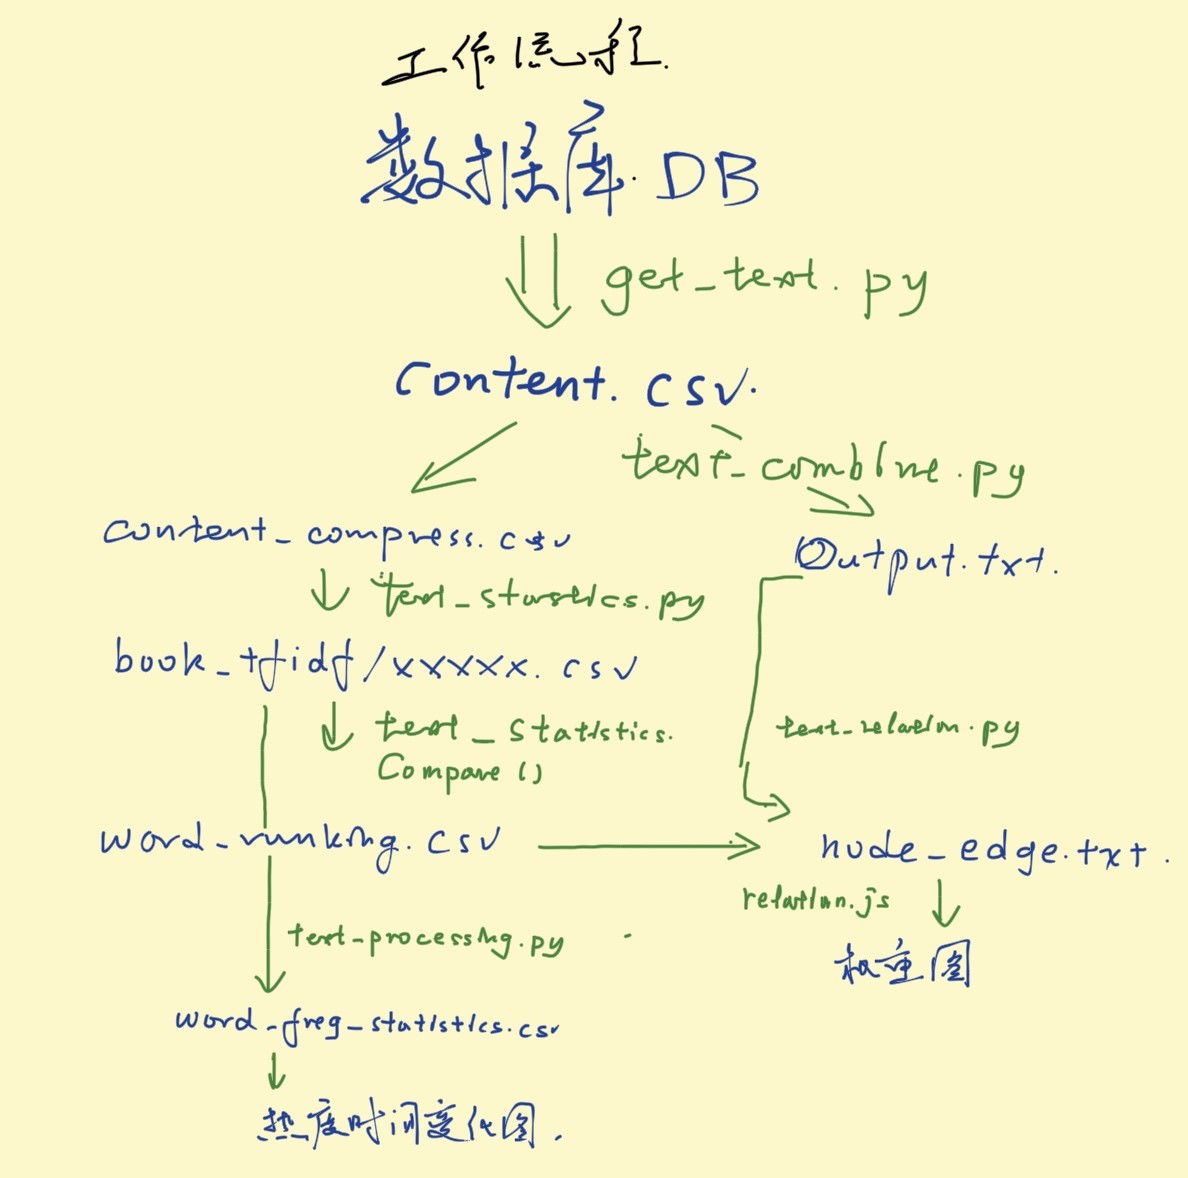 工作流程.
数据库.DB
get_text.py
Content.csv.
text_combine.py
content_compress.csv
Output.txt.
text_statistics.py
book_tfidf/xxxxx.csv
text_statistics.
Compare()
text_relation.py
word_ranking.csv
node_edge.txt.
relation.js
text-processing.py
权重图
word_freq_statistics.csv
热度时间变化图.